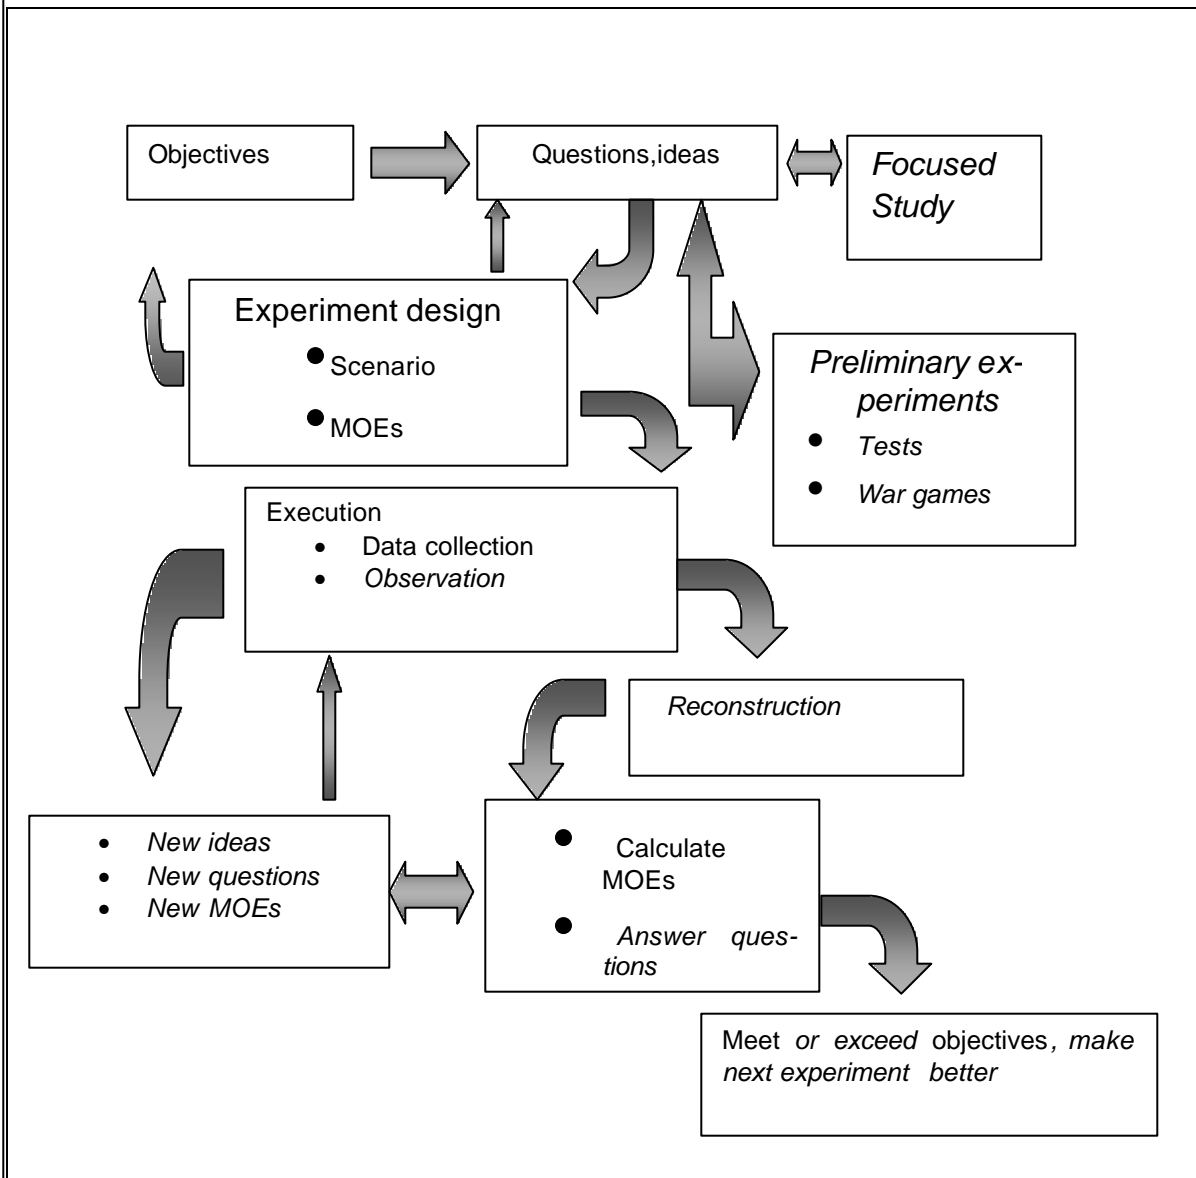 Objectives
Questions,ideas
Focused
Study
Experiment design
● Scenario
● MOEs
Preliminary ex-
periments
● Tests
● War games
Execution
• Data collection
• Observation
Reconstruction
• New ideas
• New questions
• New MOEs
● Calculate
MOEs
● Answer ques-
tions
Meet or exceed objectives, make
next experiment better